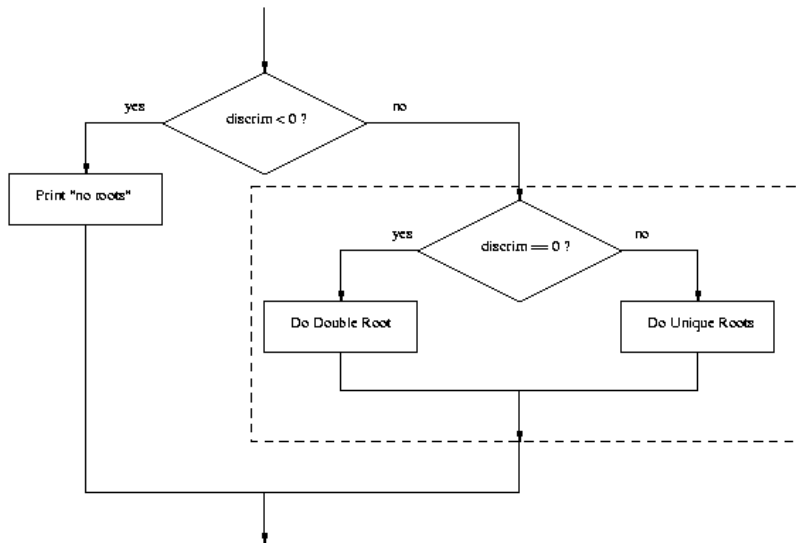 yes
discrim < 0 ?
no
Print "no roots"
yes
discrim == 0 ?
no
Do Double Root
Do Unique Roots